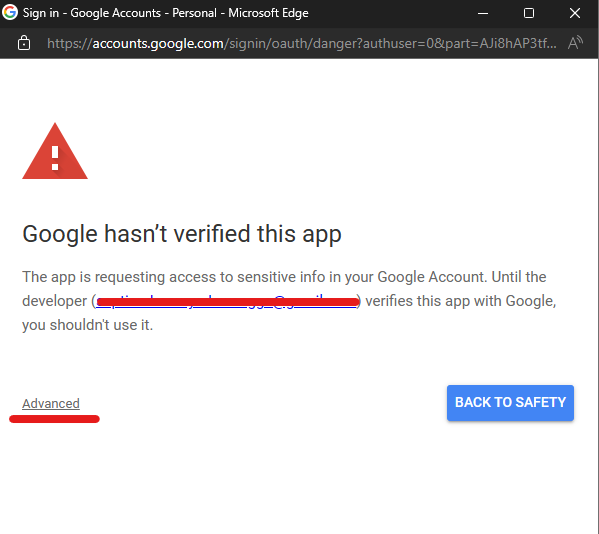 Sign in - Google Accounts - Personal - Microsoft Edge
https://accounts.google.com/signin/oauth/danger?authuser=0&part=AJi8hAP3tf...
Google hasn’t verified this app
The app is requesting access to sensitive info in your Google Account. Until the
developer () verifies this app with Google,
you shouldn't use it.
Advanced
BACK TO SAFETY